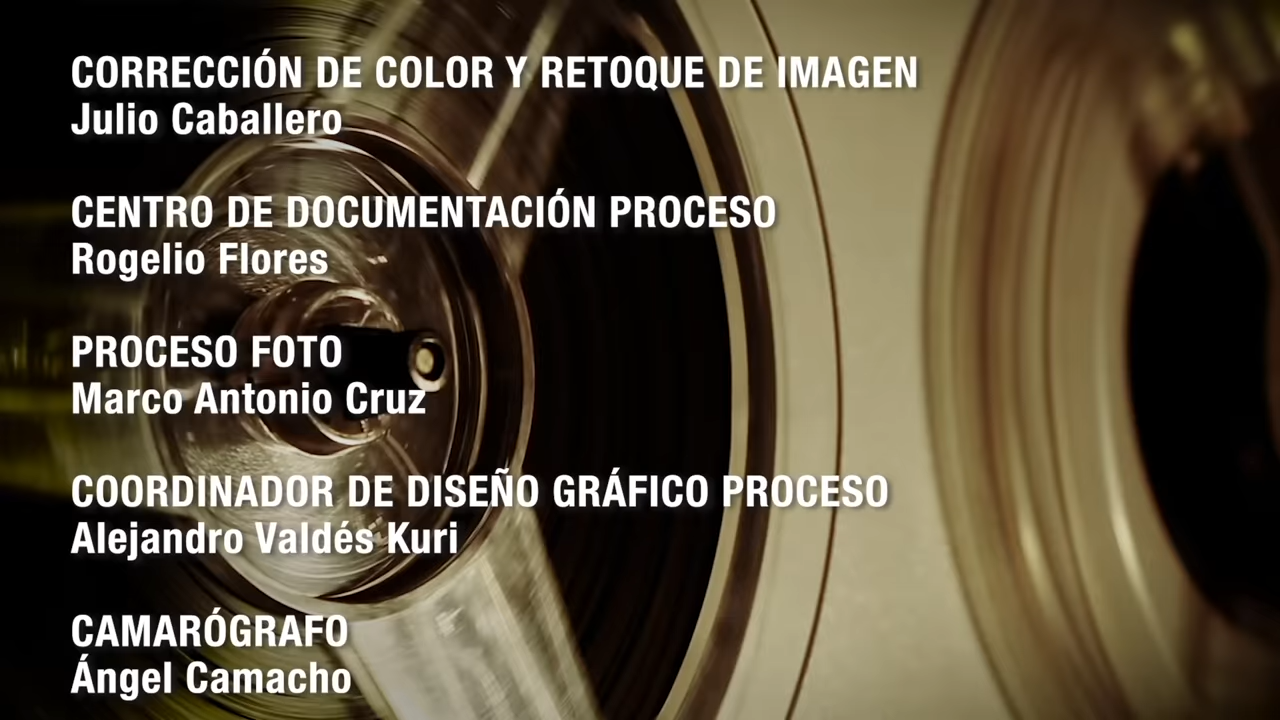 CORRECCIÓN DE COLOR Y RETOQUE DE IMAGEN
Julio Caballero
CENTRO DE DOCUMENTACIÓN PROCESO
Rogelio Flores
PROCESO FOTO
Marco Antonio Cruz
COORDINADOR DE DISEÑO GRÁFICO PROCESO
Alejandro Valdés Kuri
CAMARÓGRAFO
Ángel Camacho